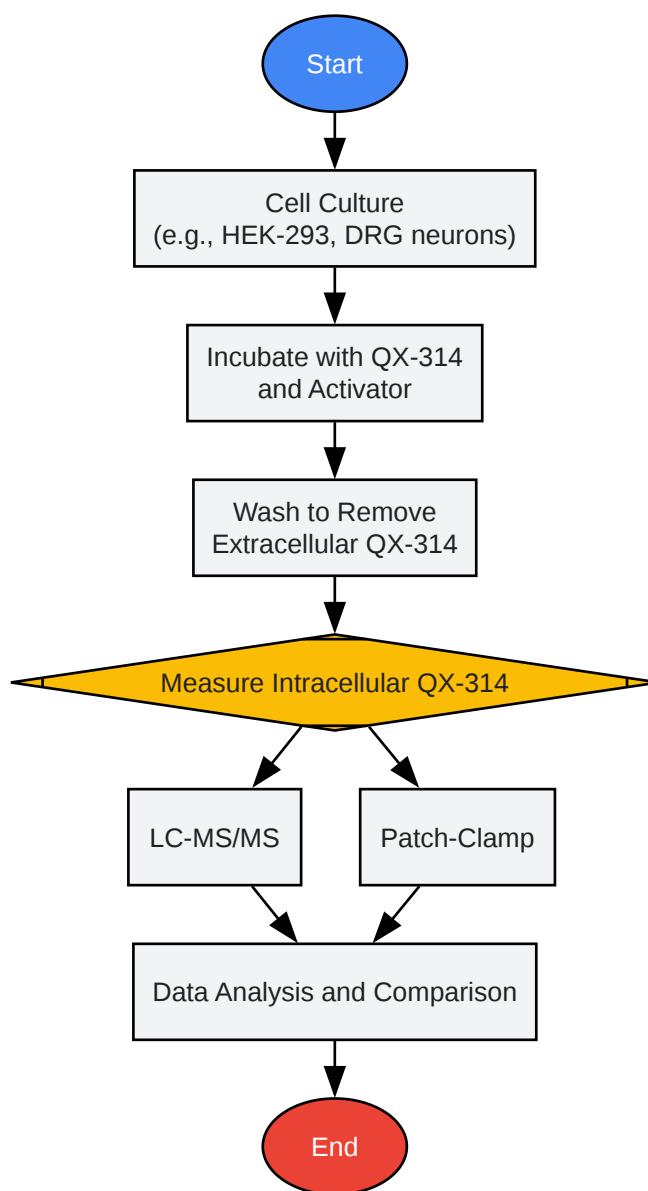 Start
Cell Culture
(e.g., HEK-293, DRG neurons)
Incubate with QX-314
and Activator
Wash to Remove
Extracellular QX-314
Measure Intracellular QX-314
LC-MS/MS
Patch-Clamp
Data Analysis and Comparison
End